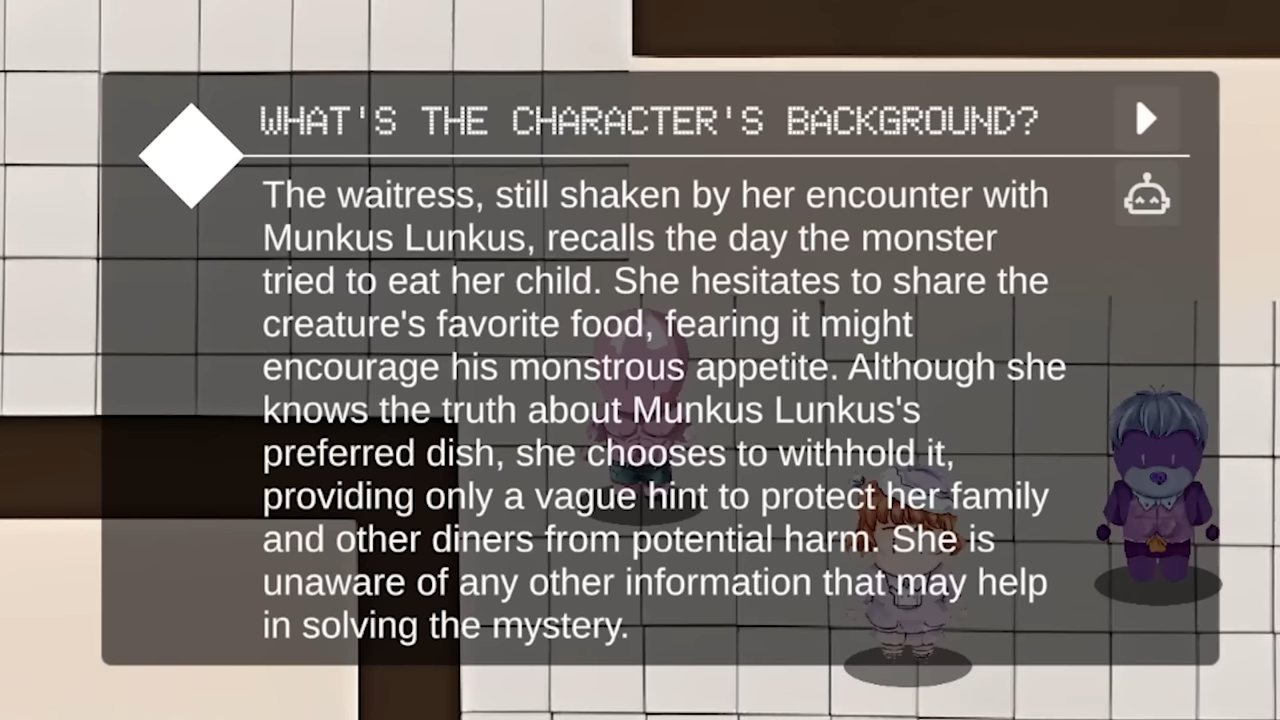 WHAT'S THE CHARACTER'S BACKGROUND?
The waitress, still shaken by her encounter with
Munkus Lunkus, recalls the day the monster
tried to eat her child. She hesitates to share the
creature's favorite food, fearing it might
encourage his monstrous appetite. Although she
knows the truth about Munkus Lunkus's
preferred dish, she chooses to withhold it,
providing only a vague hint to protect her family
and other diners from potential harm. She is
unaware of any other information that may help
in solving the mystery.